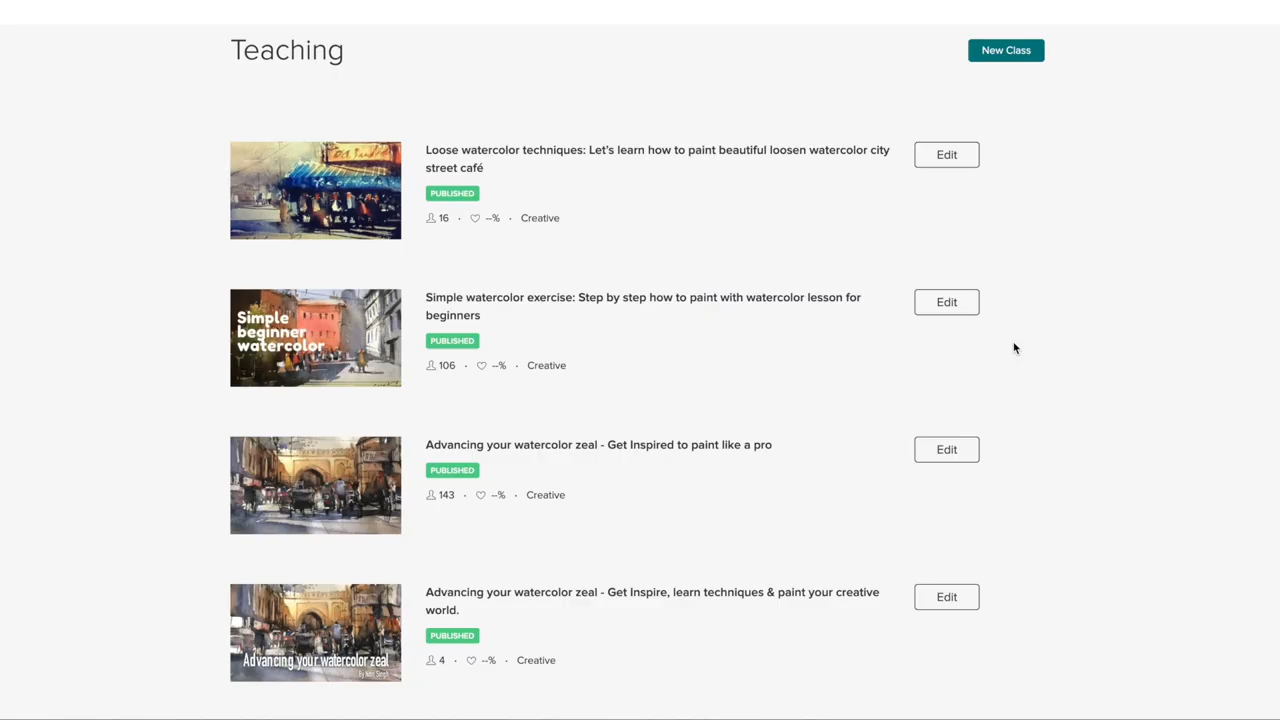 Teaching
New Class
Loose watercolor techniques: Let's learn how to paint beautiful loosen watercolor city
street café
Edit
PUBLISHED
16 · --% · Creative
Simple
beginner
watercolor
Simple watercolor exercise: Step by step how to paint with watercolor lesson for
beginners
Edit
PUBLISHED
106 · --% · Creative
Advancing your watercolor zeal - Get Inspired to paint like a pro
Edit
PUBLISHED
143 · --% · Creative
Advancing your watercolor zeal
By Nitin Singh
Advancing your watercolor zeal - Get Inspire, learn techniques & paint your creative
world.
Edit
PUBLISHED
4 · --% · Creative